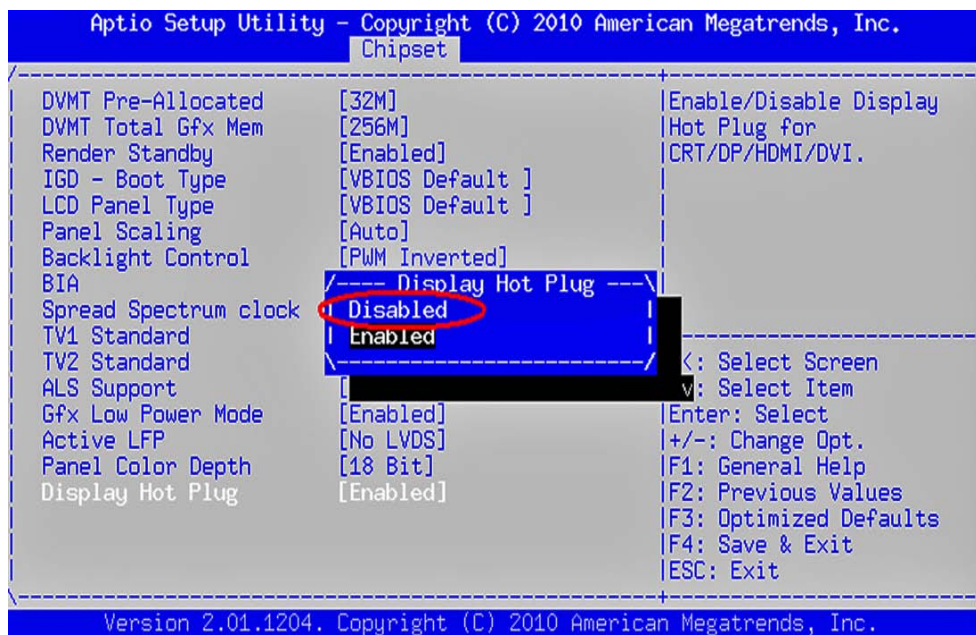 Aptio Setup Utility - Copyright (C) 2010 American Megatrends, Inc.
Chipset
DVMT Pre-Allocated [32M]
DVMT Total Gfx Mem [256M]
Render Standby [Enabled]
IGD - Boot Type [VBIOS Default ]
LCD Panel Type [VBIOS Default ]
Panel Scaling [Auto]
Backlight Control [PWM Inverted]
BIA
Spread Spectrum clock
TV1 Standard
TV2 Standard
ALS Support [
Gfx Low Power Mode [Enabled]
Active LFP [No LVDS]
Panel Color Depth [18 Bit]
Display Hot Plug [Enabled]
Display Hot Plug
Disabled
Enabled
Enable/Disable Display
Hot Plug for
CRT/DP/HDMI/DVI.
<: Select Screen
v: Select Item
Enter: Select
+/-: Change Opt.
F1: General Help
F2: Previous Values
F3: Optimized Defaults
F4: Save & Exit
ESC: Exit
Version 2.01.1204. Copyright (C) 2010 American Megatrends, Inc.